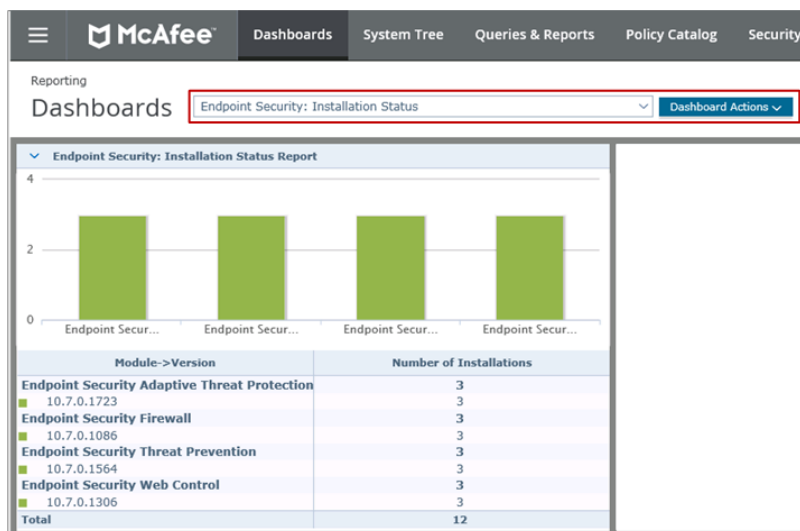 McAfee™ Dashboards System Tree Queries & Reports Policy Catalog Security
Reporting
Dashboards Endpoint Security: Installation Status Dashboard Actions
Endpoint Security: Installation Status Report
4
2
0
Endpoint Secur... Endpoint Secur... Endpoint Secur... Endpoint Secur...
Module->Version Number of Installations
Endpoint Security Adaptive Threat Protection 3
10.7.0.1723 3
Endpoint Security Firewall 3
10.7.0.1086 3
Endpoint Security Threat Prevention 3
10.7.0.1564 3
Endpoint Security Web Control 3
10.7.0.1306 3
Total 12